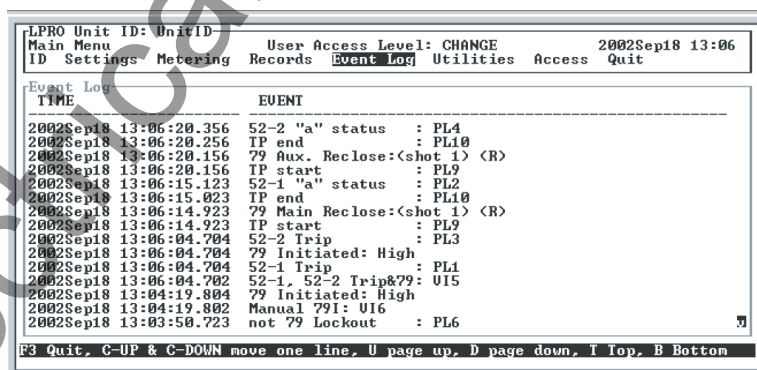 LPRO Unit ID: UnitID
Main Menu User Access Level: CHANGE 2002Sep18 13:06
ID Settings Metering Records Event Log Utilities Access Quit
Event Log
TIME EVENT
2002Sep18 13:06:20.356 52-2 "a" status : PL4
2002Sep18 13:06:20.256 TP end : PL10
2002Sep18 13:06:20.156 79 Aux. Reclose:(shot 1) (R)
2002Sep18 13:06:20.156 TP start : PL9
2002Sep18 13:06:15.123 52-1 "a" status : PL2
2002Sep18 13:06:15.023 TP end : PL10
2002Sep18 13:06:14.923 79 Main Reclose:(shot 1) (R)
2002Sep18 13:06:14.923 TP start : PL9
2002Sep18 13:06:04.704 52-2 Trip : PL3
2002Sep18 13:06:04.704 79 Initiated: High
2002Sep18 13:06:04.704 52-1 Trip : PL1
2002Sep18 13:06:04.702 52-1, 52-2 Trip&79: VI5
2002Sep18 13:04:19.804 79 Initiated: High
2002Sep18 13:04:19.802 Manual 79I: VI6
2002Sep18 13:03:50.723 not 79 Lockout : PL6
F3 Quit, C-UP & C-DOWN move one line, U page up, D page down, T Top, B Bottom